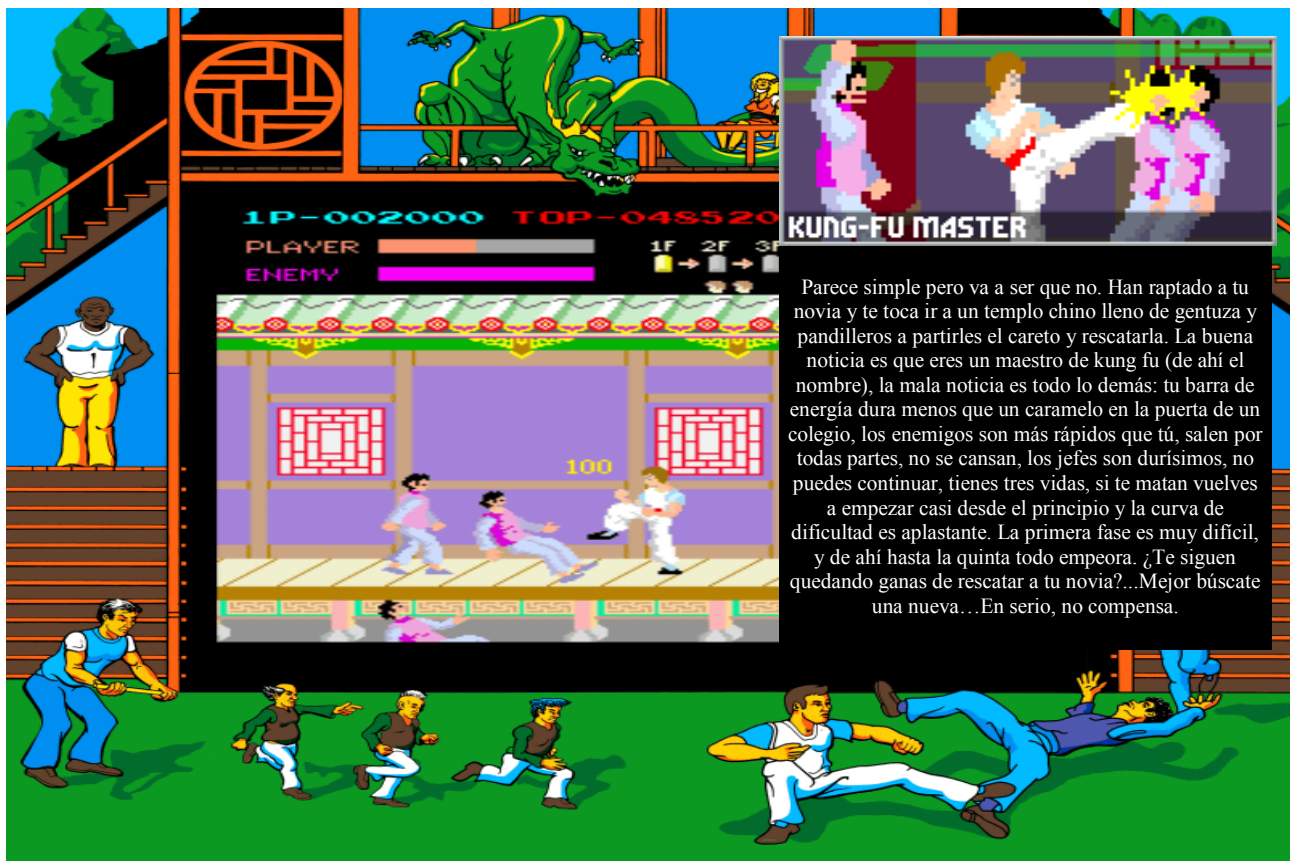 1P-002000 TOP-048520
PLAYER
ENEMY
1F 2F 3F
100
KUNG-FU MASTER
Parece simple pero va a ser que no. Han raptado a tu
novia y te toca ir a un templo chino lleno de gentuza y
pandilleros a partirles el careto y rescatarla. La buena
noticia es que eres un maestro de kung fu (de ahí el
nombre), la mala noticia es todo lo demás: tu barra de
energía dura menos que un caramelo en la puerta de un
colegio, los enemigos son más rápidos que tú, salen por
todas partes, no se cansan, los jefes son durísimos, no
puedes continuar, tienes tres vidas, si te matan vuelves
a empezar casi desde el principio y la curva de
dificultad es aplastante. La primera fase es muy difícil,
y de ahí hasta la quinta todo empeora. ¿Te siguen
quedando ganas de rescatar a tu novia?...Mejor búscate
una nueva…En serio, no compensa.